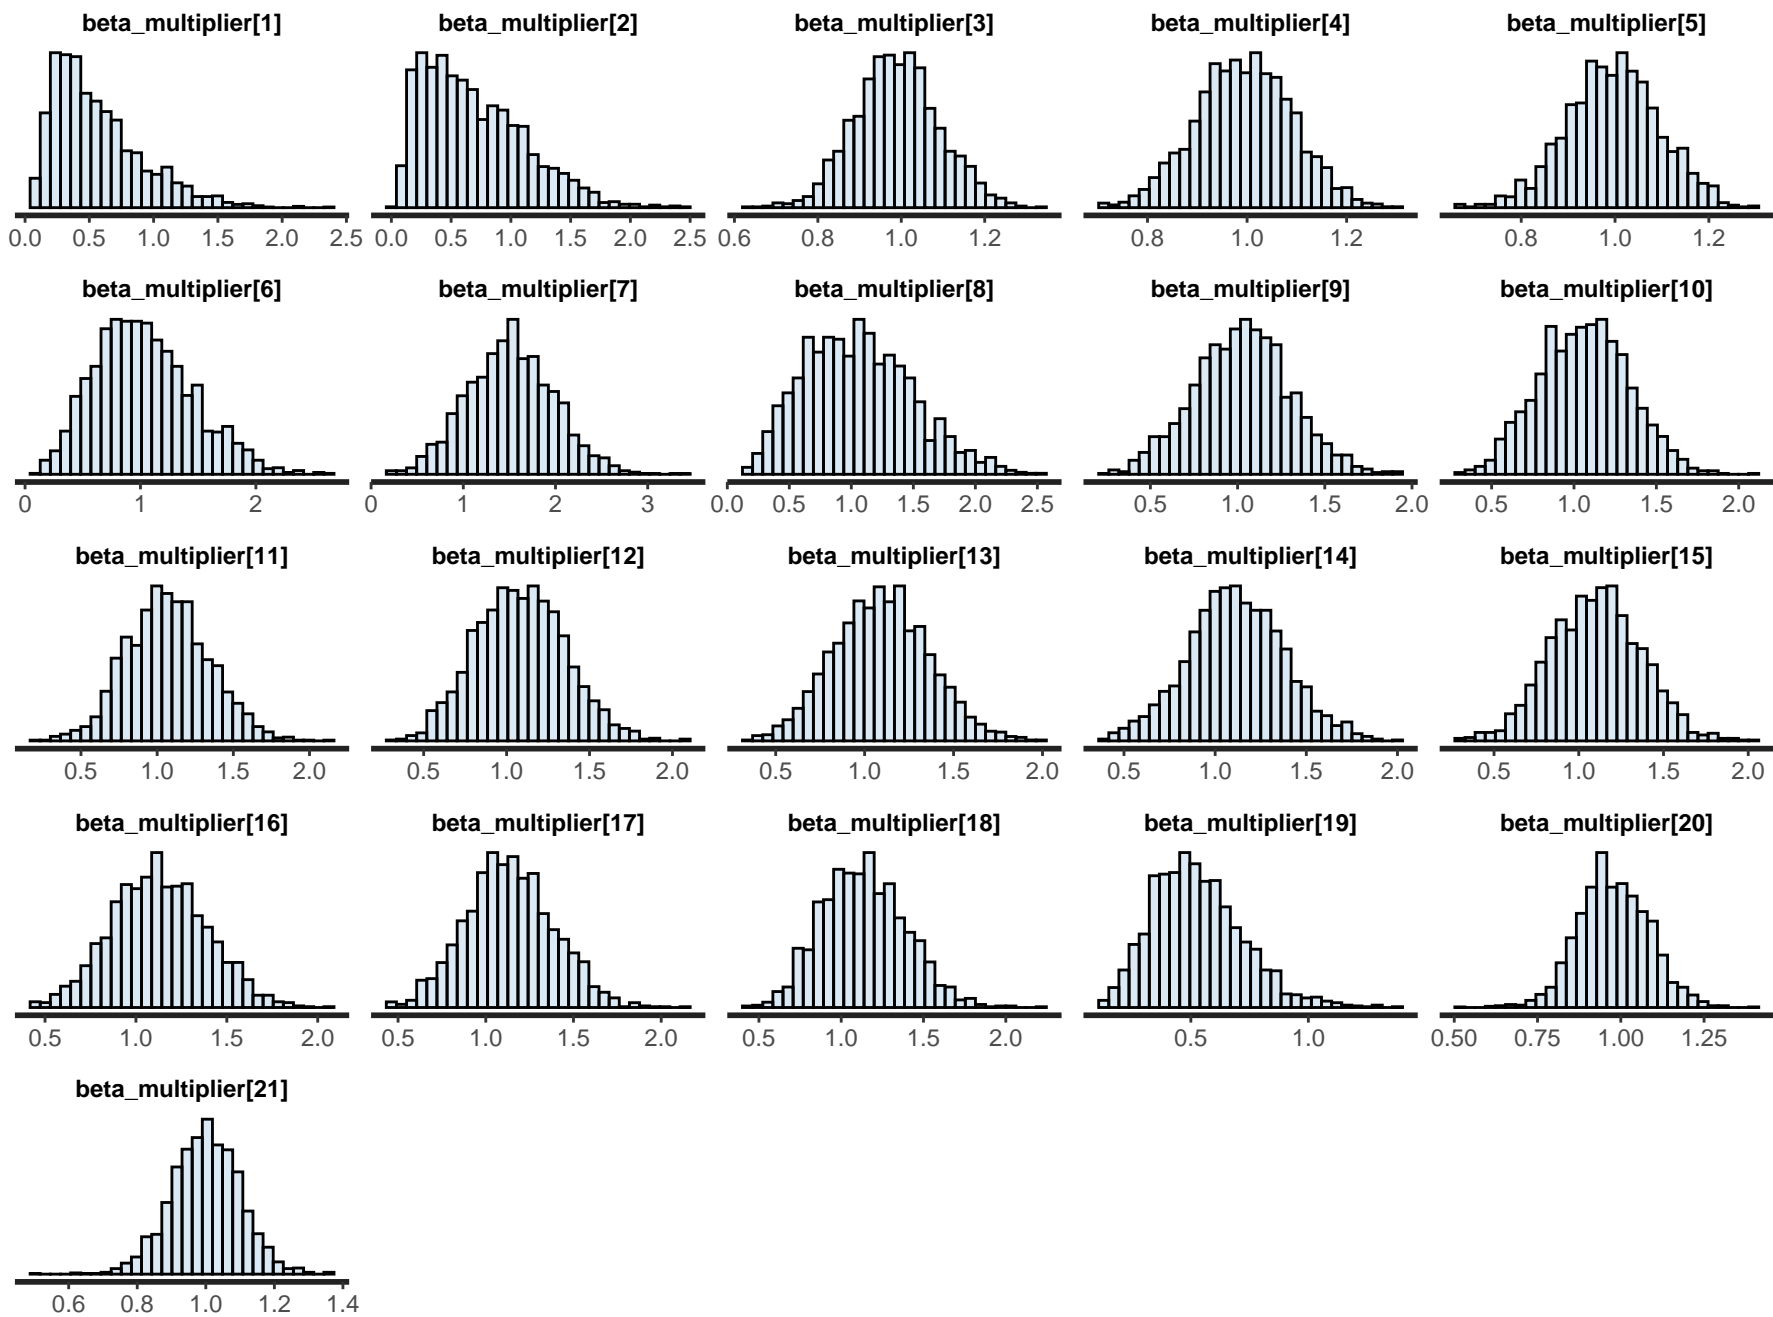 beta_multiplier[1] beta_multiplier[2] beta_multiplier[3] beta_multiplier[4] beta_multiplier[5]
0.0 0.5 1.0 1.5 2.0 2.5 0.0 0.5 1.0 1.5 2.0 2.5 0.6 0.8 1.0 1.2 0.8 1.0 1.2 0.8 1.0 1.2
beta_multiplier[6] beta_multiplier[7] beta_multiplier[8] beta_multiplier[9] beta_multiplier[10]
0 1 2 0 1 2 3 0.0 0.5 1.0 1.5 2.0 2.5 0.5 1.0 1.5 2.0 0.5 1.0 1.5 2.0
beta_multiplier[11] beta_multiplier[12] beta_multiplier[13] beta_multiplier[14] beta_multiplier[15]
0.5 1.0 1.5 2.0 0.5 1.0 1.5 2.0 0.5 1.0 1.5 2.0 0.5 1.0 1.5 2.0 0.5 1.0 1.5 2.0
beta_multiplier[16] beta_multiplier[17] beta_multiplier[18] beta_multiplier[19] beta_multiplier[20]
0.5 1.0 1.5 2.0 0.5 1.0 1.5 2.0 0.5 1.0 1.5 2.0 0.5 1.0 0.50 0.75 1.00 1.25
beta_multiplier[21]
0.6 0.8 1.0 1.2 1.4